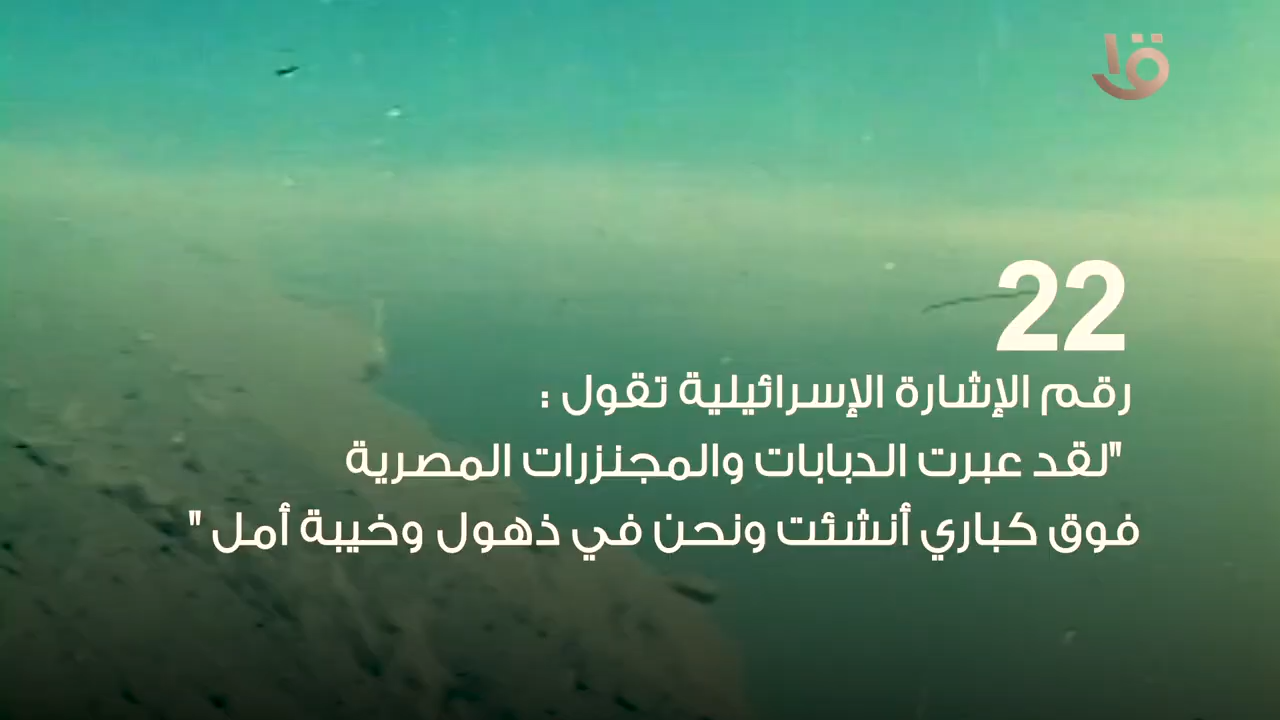 22
رقم الإشارة الإسرائيلية تقول :
"لقد عبرت الدبابات والمجنزرات المصرية
فوق كباري أنشئت ونحن في ذهول وخيبة أمل "